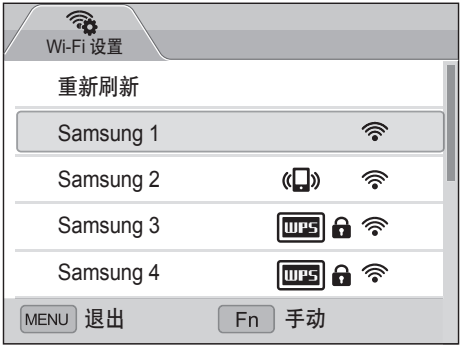 Wi-Fi 设置
重新刷新
Samsung 1
Samsung 2
Samsung 3 WPS
Samsung 4 WPS
MENU 退出 Fn 手动